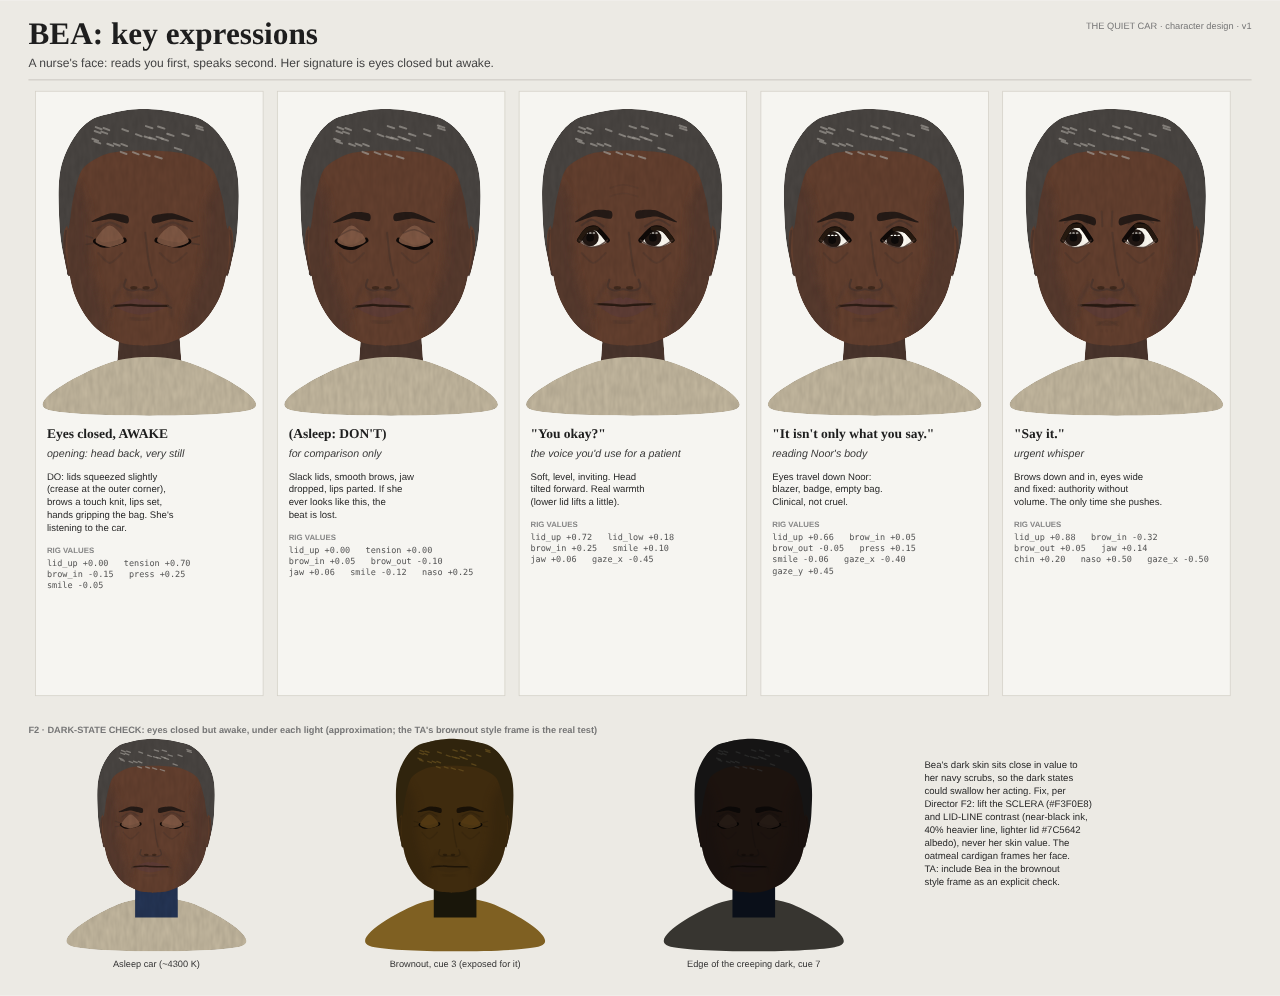 BEA: key expressions
THE QUIET CAR · character design · v1
A nurse's face: reads you first, speaks second. Her signature is eyes closed but awake.
Eyes closed, AWAKE
opening: head back, very still
DO: lids squeezed slightly
(crease at the outer corner),
brows a touch knit, lips set,
hands gripping the bag. She's
listening to the car.
RIG VALUES
lid_up +0.00   tension +0.70
brow_in -0.15   press +0.25
smile -0.05
(Asleep: DON'T)
for comparison only
Slack lids, smooth brows, jaw
dropped, lips parted. If she
ever looks like this, the
beat is lost.
RIG VALUES
lid_up +0.00   tension +0.00
brow_in +0.05   brow_out -0.10
jaw +0.06   smile -0.12   naso +0.25
"You okay?"
the voice you'd use for a patient
Soft, level, inviting. Head
tilted forward. Real warmth
(lower lid lifts a little).
RIG VALUES
lid_up +0.72   lid_low +0.18
brow_in +0.25   smile +0.10
jaw +0.06   gaze_x -0.45
"It isn't only what you say."
reading Noor's body
Eyes travel down Noor:
blazer, badge, empty bag.
Clinical, not cruel.
RIG VALUES
lid_up +0.66   brow_in +0.05
brow_out -0.05   press +0.15
smile -0.06   gaze_x -0.40
gaze_y +0.45
"Say it."
urgent whisper
Brows down and in, eyes wide
and fixed: authority without
volume. The only time she pushes.
RIG VALUES
lid_up +0.88   brow_in -0.32
brow_out +0.05   jaw +0.14
chin +0.20   naso +0.50   gaze_x -0.50
F2 · DARK-STATE CHECK: eyes closed but awake, under each light (approximation; the TA's brownout style frame is the real test)
Asleep car (~4300 K)
Brownout, cue 3 (exposed for it)
Edge of the creeping dark, cue 7
Bea's dark skin sits close in value to
her navy scrubs, so the dark states
could swallow her acting. Fix, per
Director F2: lift the SCLERA (#F3F0E8)
and LID-LINE contrast (near-black ink,
40% heavier line, lighter lid #7C5642
albedo), never her skin value. The
oatmeal cardigan frames her face.
TA: include Bea in the brownout
style frame as an explicit check.